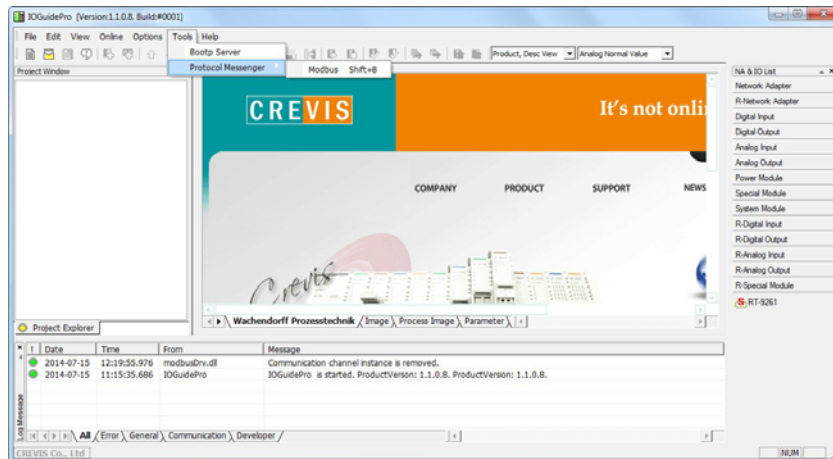 IOGuidePro [Version:1.1.0.8. Build:#0001]
File Edit View Online Options Tools Help
Bootp Server
Protocol Messenger
Modbus Shift+B
Product, Desc View
Analog Normal Value
Project Window
CREVIS
It's not onli
COMPANY PRODUCT SUPPORT NEWS
Crevis
Wachendorff Prozesstechnik Image Process Image Parameter
Project Explorer
NA & IO List
Network Adapter
R-Network Adapter
Digital Input
Digital Output
Analog Input
Analog Output
Power Module
Special Module
System Module
R-Digital Input
R-Digital Output
R-Analog Input
R-Analog Output
R-Special Module
RT-9261
! Date Time From Message
2014-07-15 12:19:55.976 modbusDrv.dl Communication channel instance is removed.
2014-07-15 11:15:35.686 IOGuidePro IOGuidePro is started. ProductVersion: 1.1.0.8. ProductVersion: 1.1.0.8.
Log Message
All Error General Communication Developer
CREVIS Co., Ltd
NUM